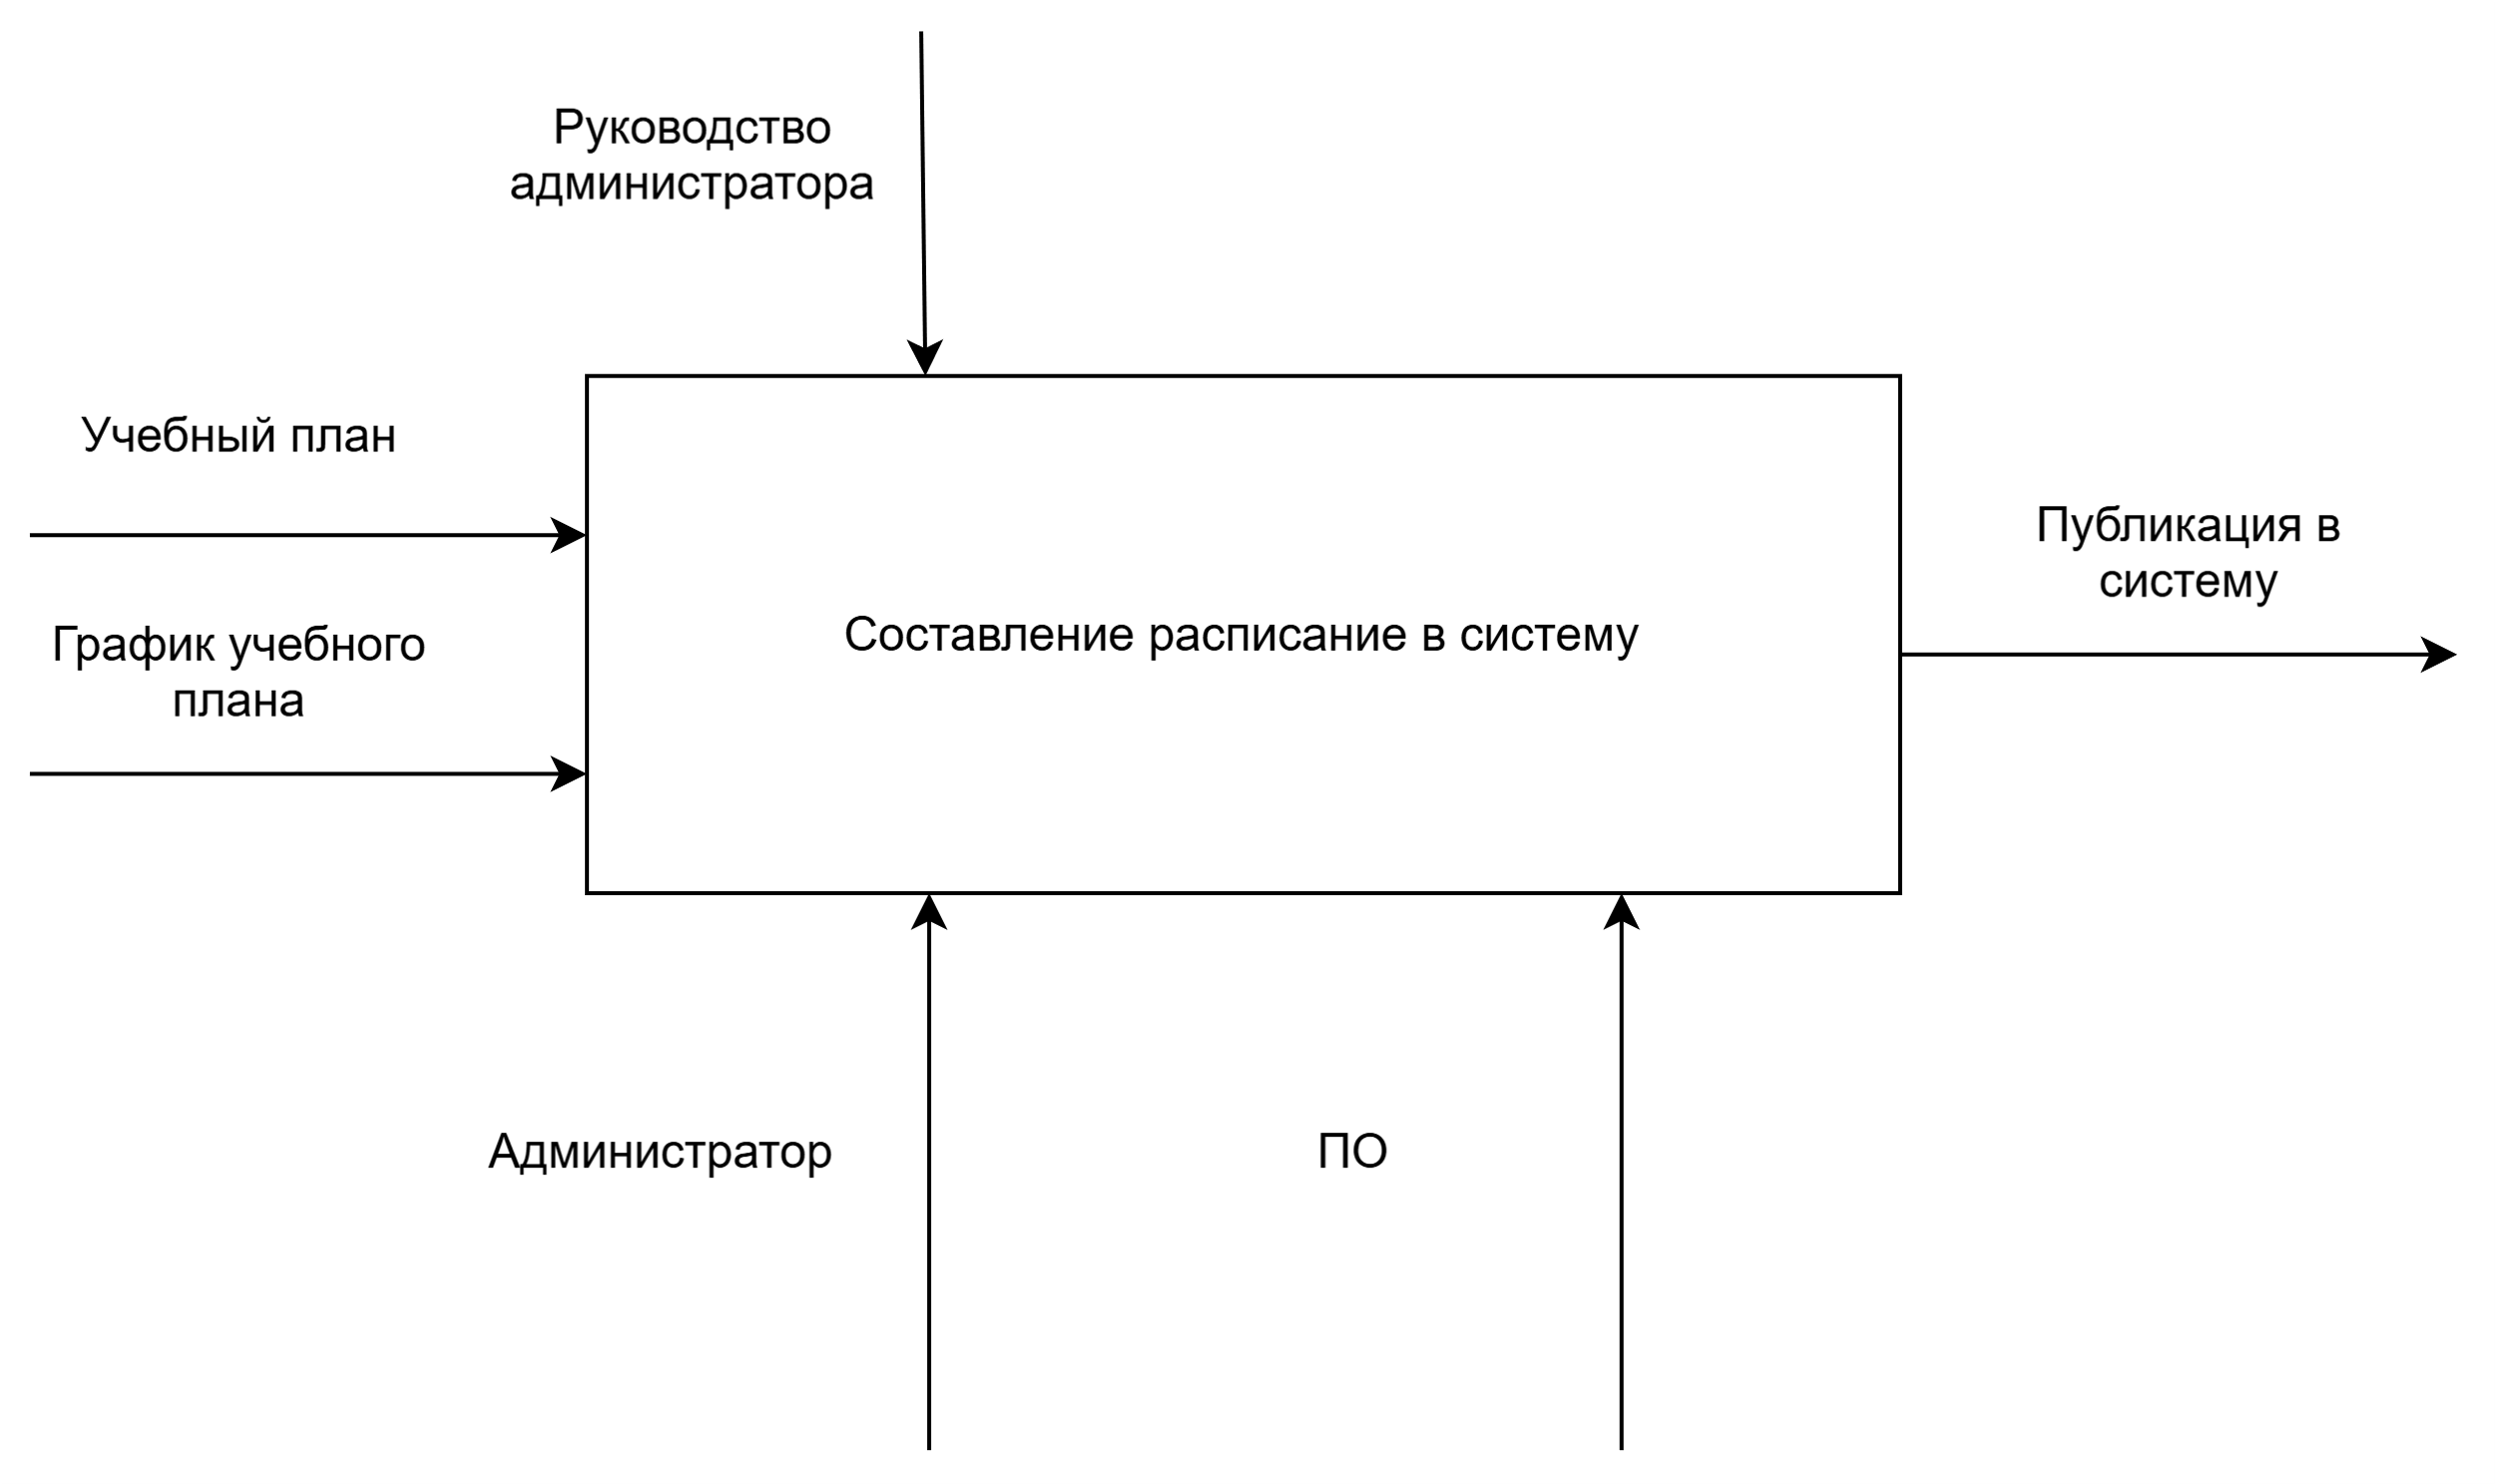 Руководство
администратора
Учебный план
График учебного
плана
Составление расписание в систему
Публикация в
систему
Администратор
ПО